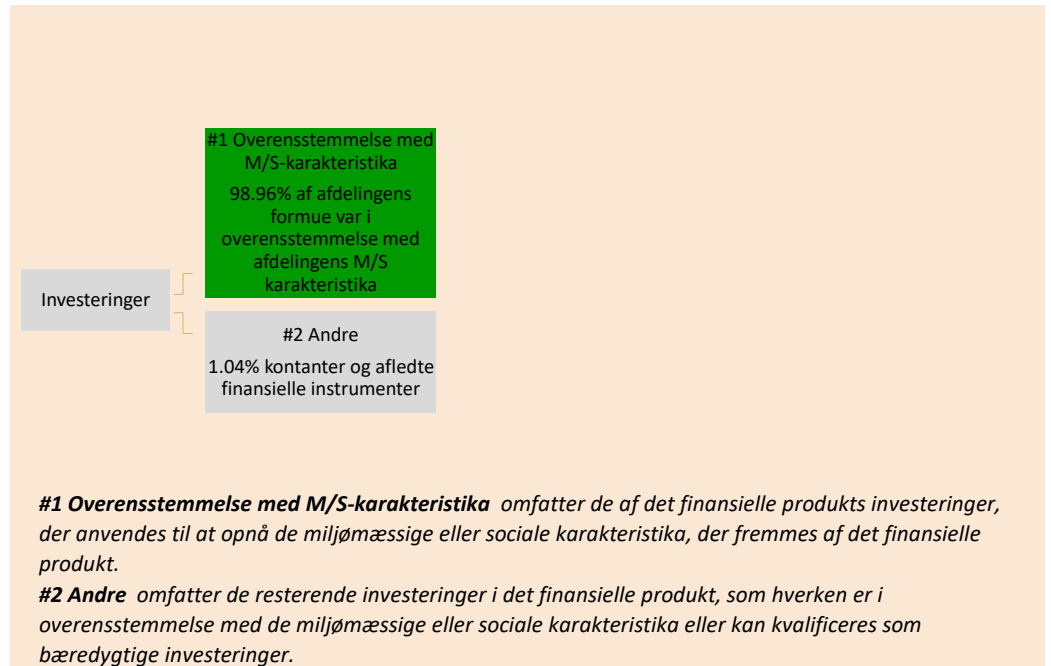 #1 Overensstemmelse med
M/S-karakteristika
98.96% af afdelingens
formue var i
overensstemmelse med
afdelingens M/S
karakteristika
Investeringer
#2 Andre
1.04% kontanter og afledte
finansielle instrumenter
#1 Overensstemmelse med M/S-karakteristika omfatter de af det finansielle produkts investeringer,
der anvendes til at opnå de miljømæssige eller sociale karakteristika, der fremmes af det finansielle
produkt.
#2 Andre omfatter de resterende investeringer i det finansielle produkt, som hverken er i
overensstemmelse med de miljømæssige eller sociale karakteristika eller kan kvalificeres som
bæredygtige investeringer.